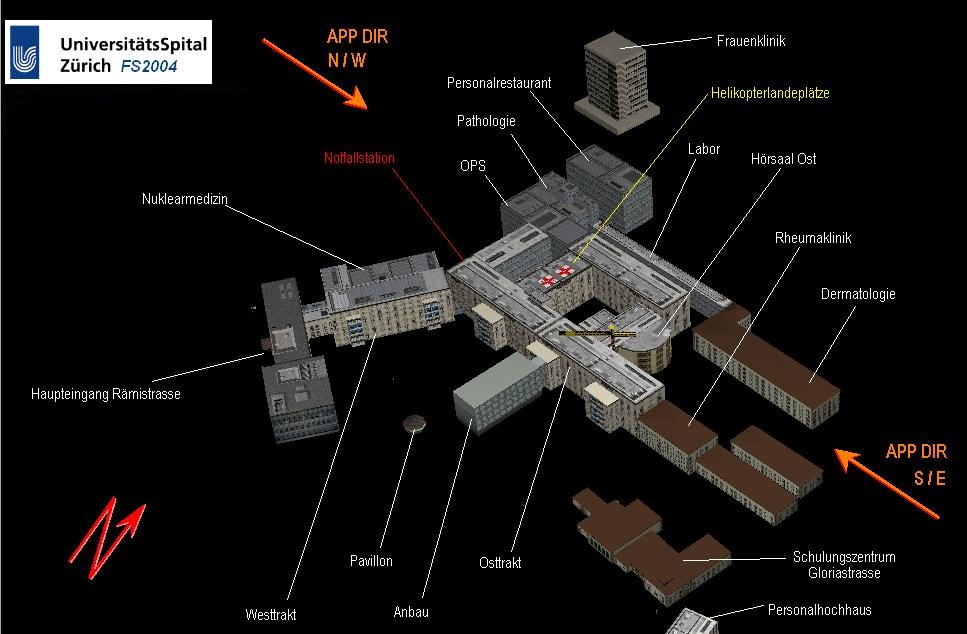 UniversitätsSpital
Zürich FS2004
APP DIR
N / W
Frauenklinik
Personalrestaurant
Helikopterlandeplätze
Pathologie
Notfallstation
OPS
Labor
Hörsaal Ost
Nuklearmedizin
Rheumaklinik
Dermatologie
Haupteingang Rämistrasse
APP DIR
S / E
N
Pavillon
Osttrakt
Schulungszentrum
Gloriastrasse
Westtrakt
Anbau
Personalhochhaus